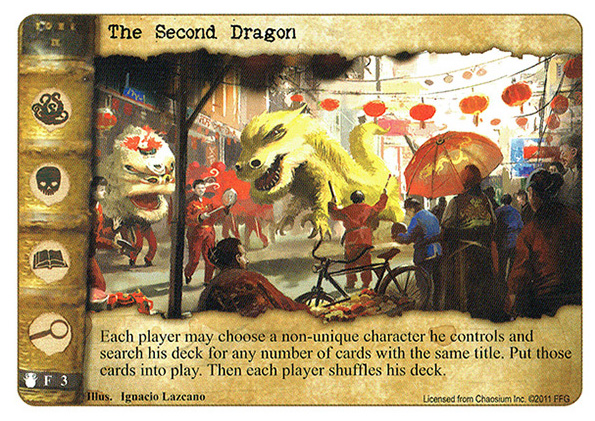 The Second Dragon
Each player may choose a non-unique character he controls and
search his deck for any number of cards with the same title. Put those
cards into play. Then each player shuffles his deck.
F 3
Illus. Ignacio Lazcano
Licensed from Chaosium Inc. ©2011 FFG